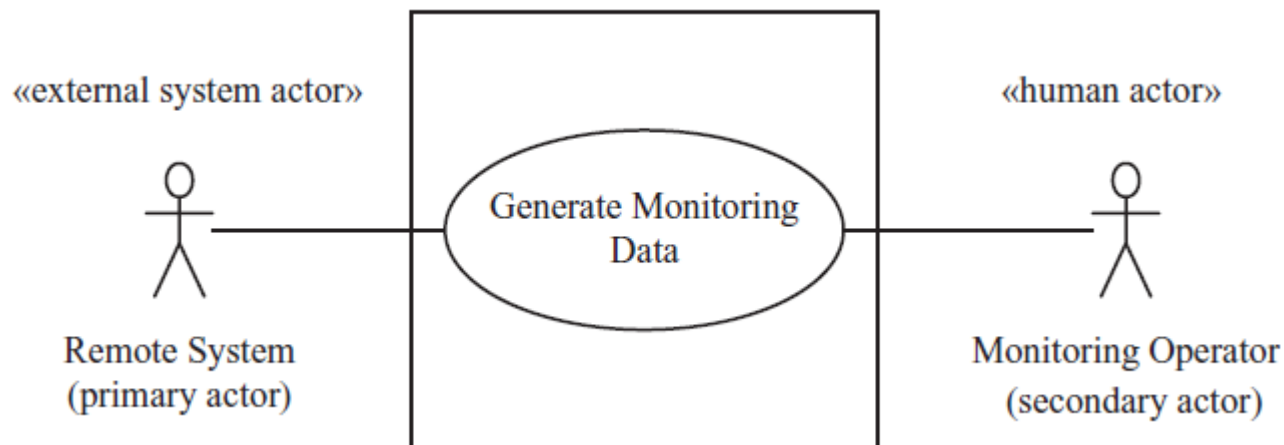 «external system actor»
«human actor»
Generate Monitoring
Data
Remote System
(primary actor)
Monitoring Operator
(secondary actor)